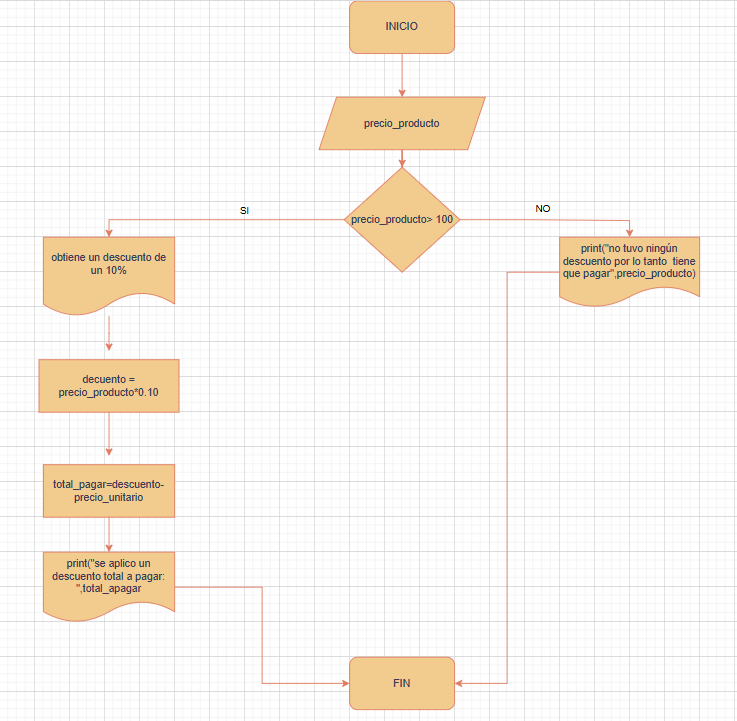 INICIO
precio_producto
precio_producto> 100
SI
NO
obtiene un descuento de
un 10%
print("no tuvo ningún
descuento por lo tanto  tiene
que pagar",precio_producto)
decuento =
precio_producto*0.10
total_pagar=descuento-
precio_unitario
print("se aplico un
descuento total a pagar:
",total_apagar
FIN